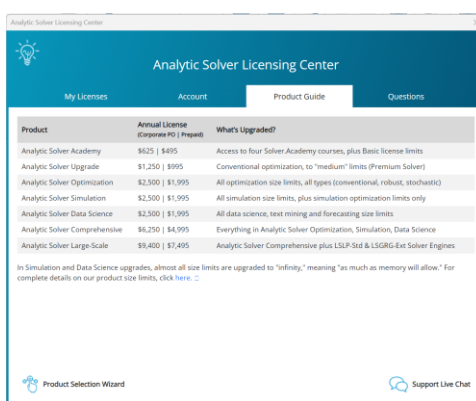 Analytic Solver Licensing Center
Analytic Solver Licensing Center
My Licenses Account Product Guide Questions
Product Annual License (Corporate PO | Prepaid) What's Upgraded?
Analytic Solver Academy $625 | $495 Access to four Solver.Academy courses, plus Basic license limits
Analytic Solver Upgrade $1,250 | $995 Conventional optimization, to "medium" limits (Premium Solver)
Analytic Solver Optimization $2,500 | $1,995 All optimization size limits, all types (conventional, robust, stochastic)
Analytic Solver Simulation $2,500 | $1,995 All simulation size limits, plus simulation optimization limits only
Analytic Solver Data Science $2,500 | $1,995 All data science, text mining and forecasting size limits
Analytic Solver Comprehensive $6,250 | $4,995 Everything in Analytic Solver Optimization, Simulation, Data Science
Analytic Solver Large-Scale $9,400 | $7,495 Analytic Solver Comprehensive plus LSLP-Std & LSGRG-Ext Solver Engines
In Simulation and Data Science upgrades, almost all size limits are upgraded to "infinity," meaning "as much as memory will allow." For
complete details on our product size limits, click here.
Product Selection Wizard Support Live Chat